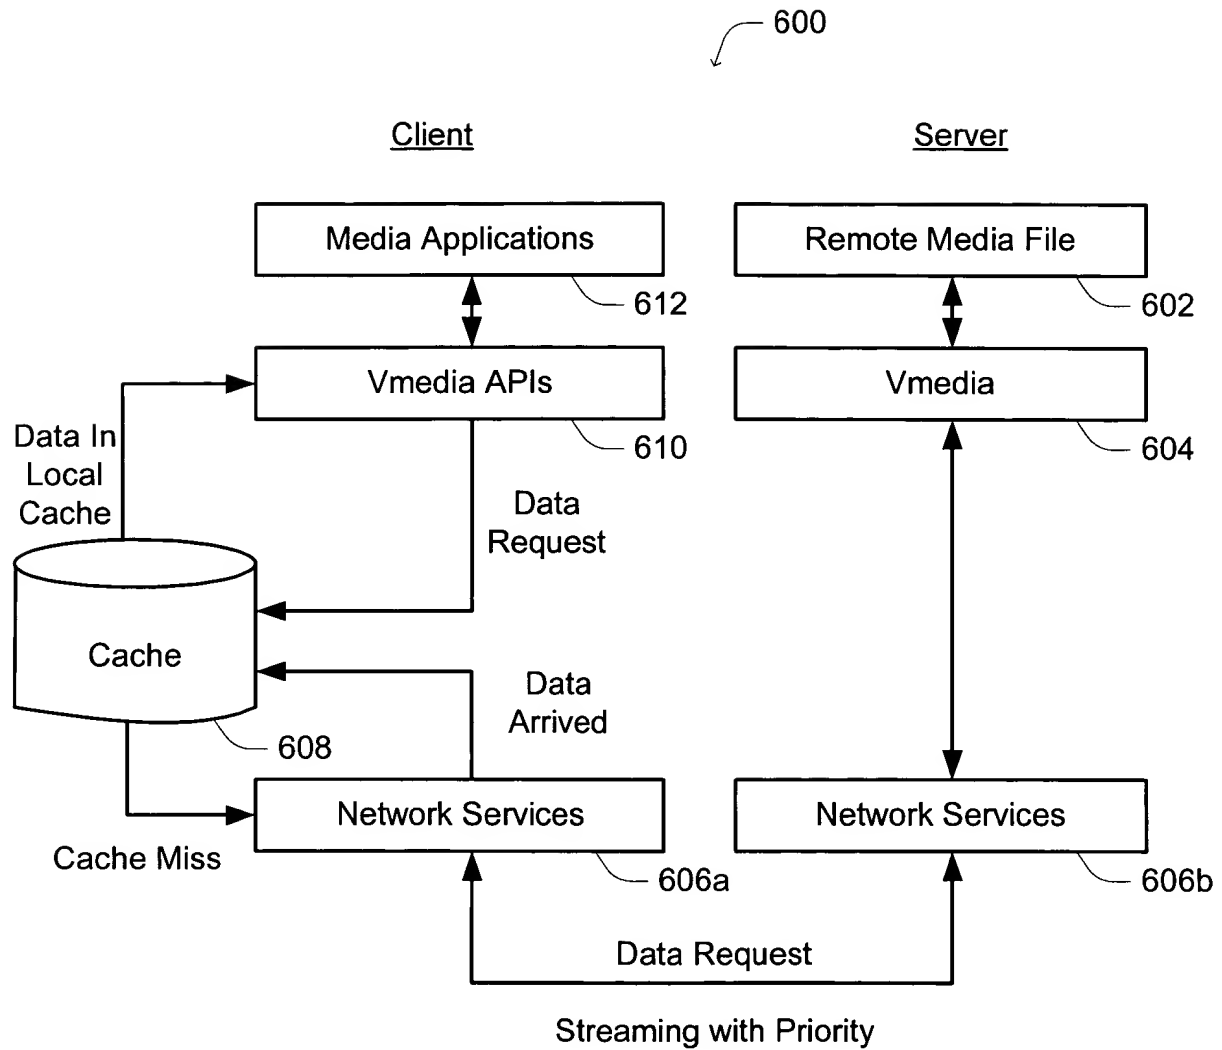 600
Client
Server
Media Applications
Remote Media File
612
602
Vmedia APIs
Vmedia
610
604
Data In
Local
Cache
Data
Request
Cache
Data
Arrived
608
Network Services
Network Services
Cache Miss
606a
606b
Data Request
Streaming with Priority